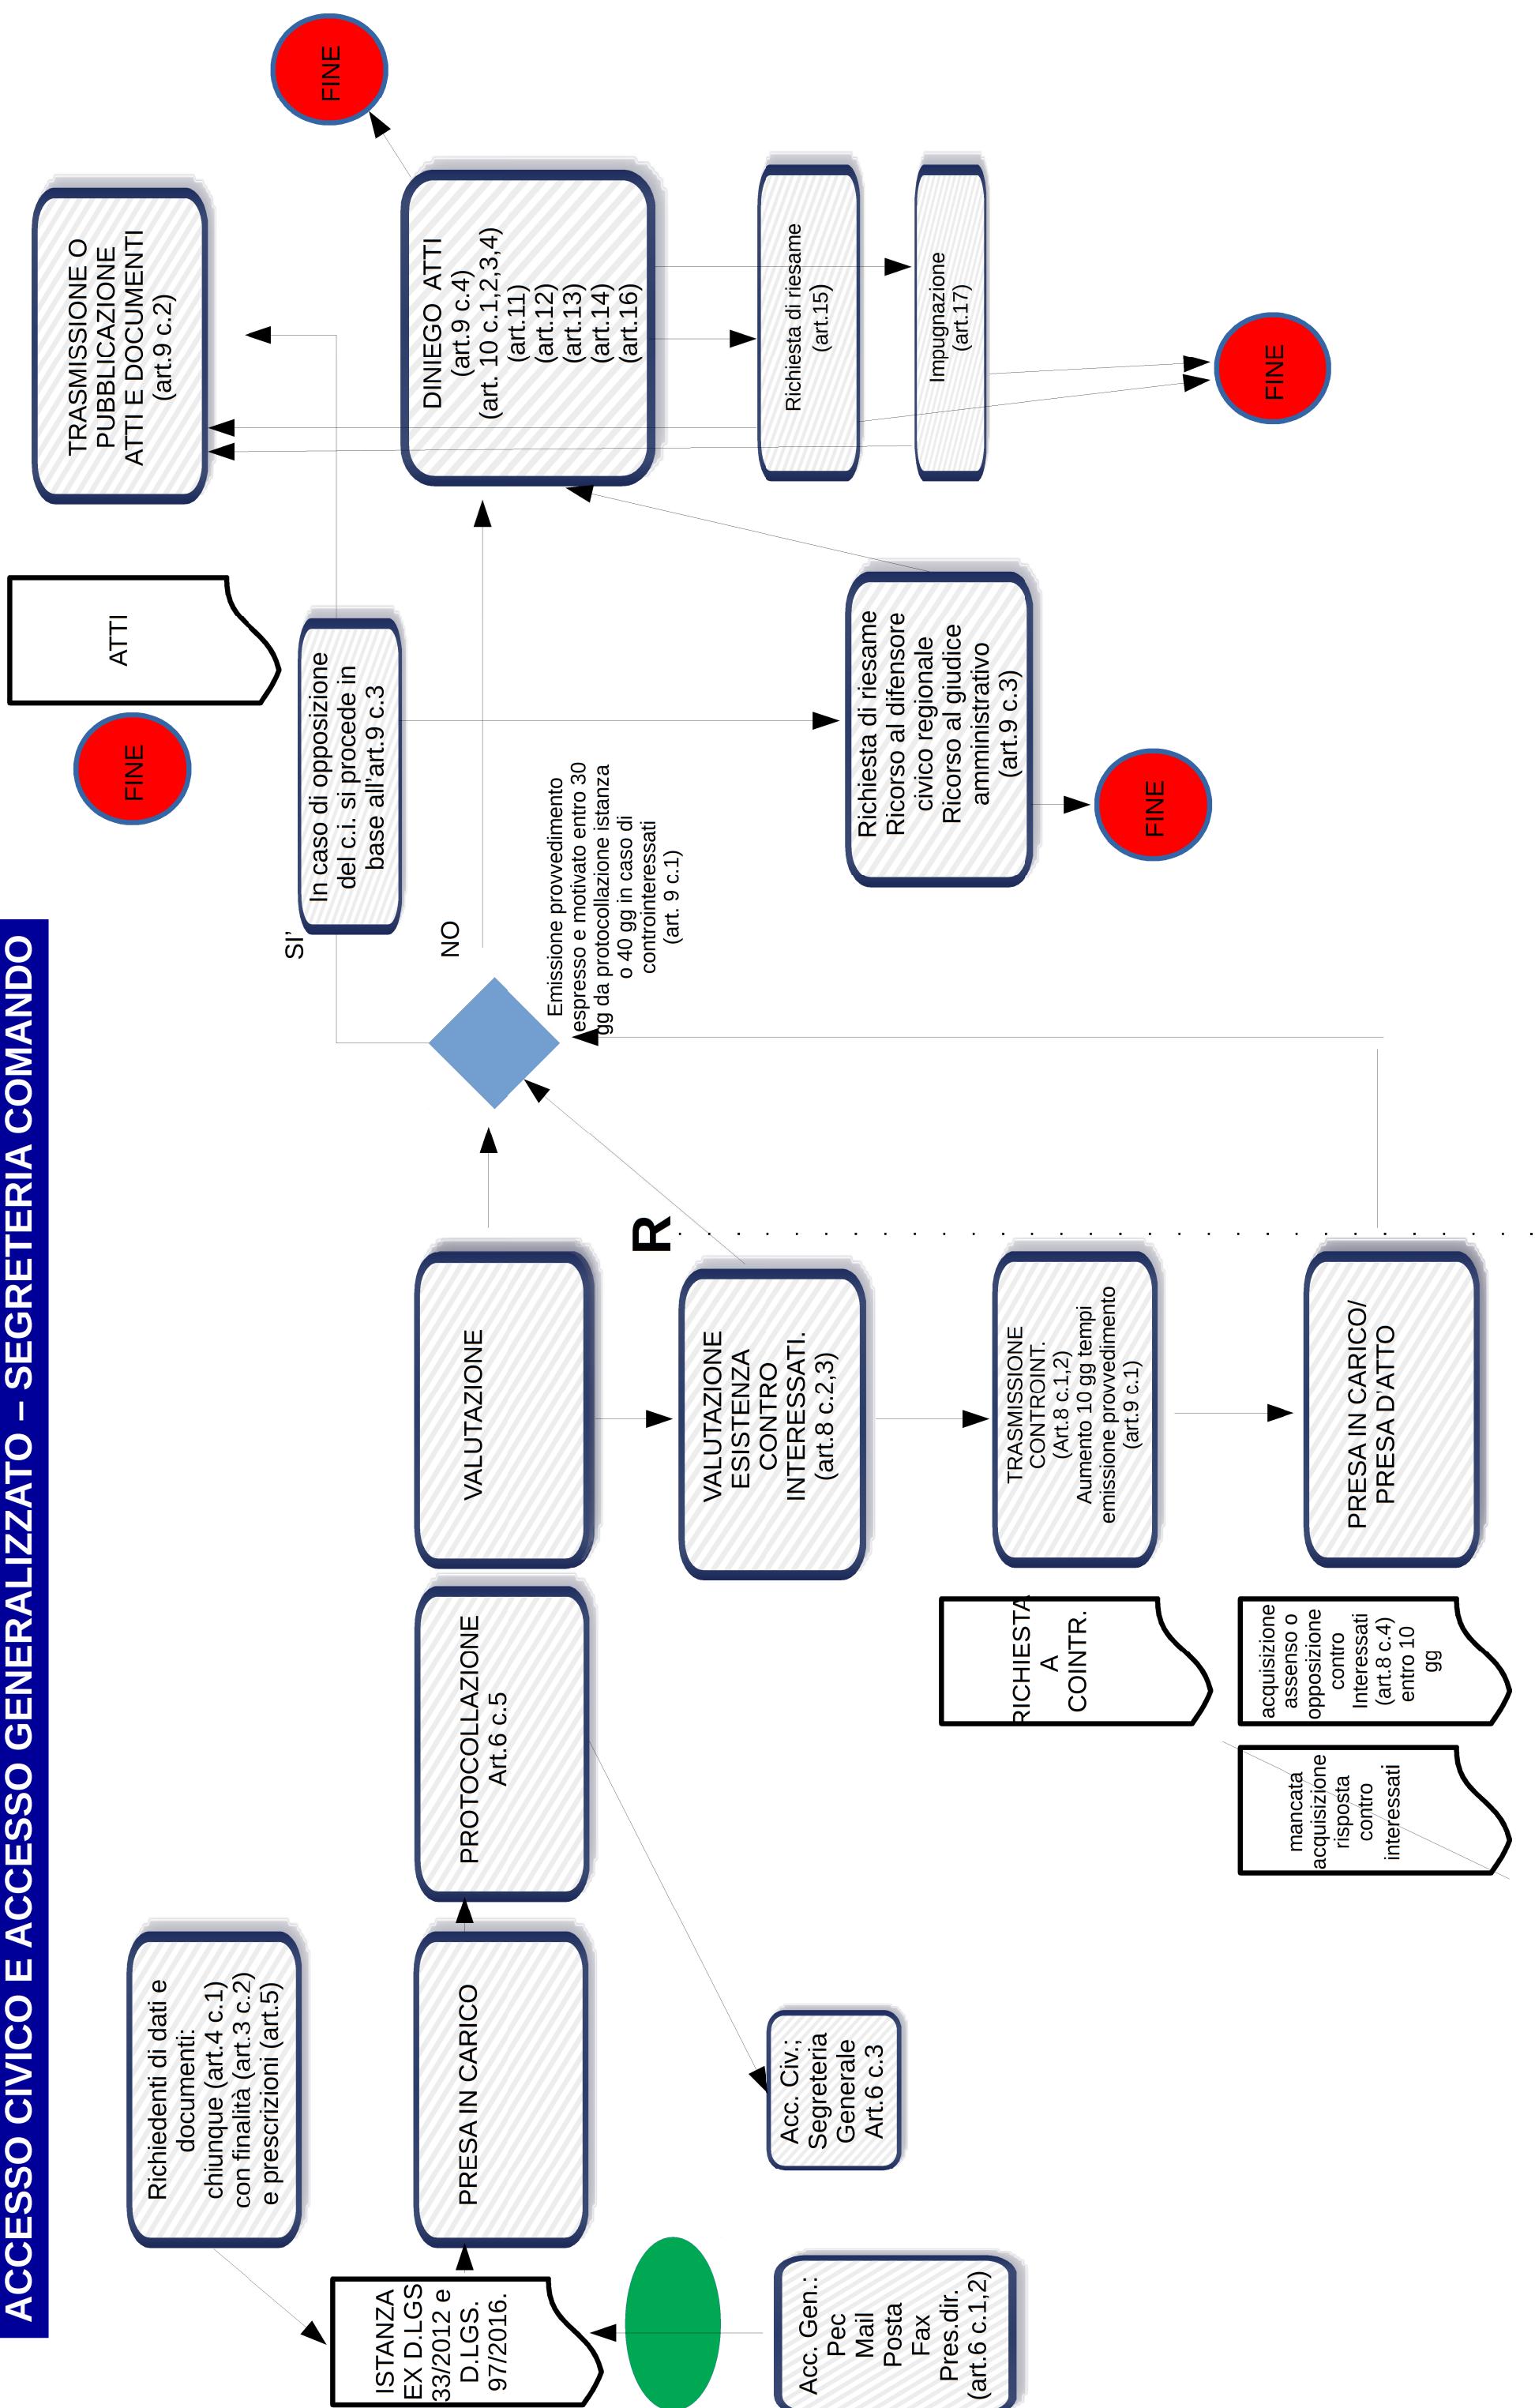 ACCESSO CIVICO E ACCESSO GENERALIZZATO – SEGRETERIA COMANDO
Richiedenti di dati e
documenti:
chiunque (art.4 c.1)
con finalità (art.3 c.2)
e prescrizioni (art.5)
ISTANZA
EX D.LGS
33/2012 e
D.LGS.
97/2016.
Acc. Gen.:
Pec
Mail
Posta
Fax
Pres.dir.
(art.6 c.1,2)
PRESA IN CARICO
Acc. Civ.;
Segreteria
Generale
Art.6 c.3
PROTOCOLLAZIONE
Art.6 c.5
VALUTAZIONE
VALUTAZIONE
ESISTENZA
CONTRO
INTERESSATI.
(art.8 c.2,3)
TRASMISSIONE
CONTROINT.
(Art.8 c.1,2)
Aumento 10 gg tempi
emissione provvedimento
(art.9 c.1)
RICHIESTA
A
COINTR.
PRESA IN CARICO/
PRESA D'ATTO
acquisizione
assenso o
opposizione
contro
Interessati
(art.8 c.4)
entro 10
gg
mancata
acquisizione
risposta
contro
interessati
R
SI’
NO
Emissione provvedimento
espresso e motivato entro 30
gg da protocollazione istanza
o 40 gg in caso di
controinteressati
(art. 9 c.1)
In caso di opposizione
del c.i. si procede in
base all’art.9 c.3
FINE
ATTI
Richiesta di riesame
Ricorso al difensore
civico regionale
Ricorso al giudice
amministrativo
(art.9 c.3)
FINE
TRASMISSIONE O
PUBBLICAZIONE
ATTI E DOCUMENTI
(art.9 c.2)
DINIEGO ATTI
(art.9 c.4)
(art. 10 c.1,2,3,4)
(art.11)
(art.12)
(art.13)
(art.14)
(art.16)
FINE
Richiesta di riesame
(art.15)
Impugnazione
(art.17)
FINE